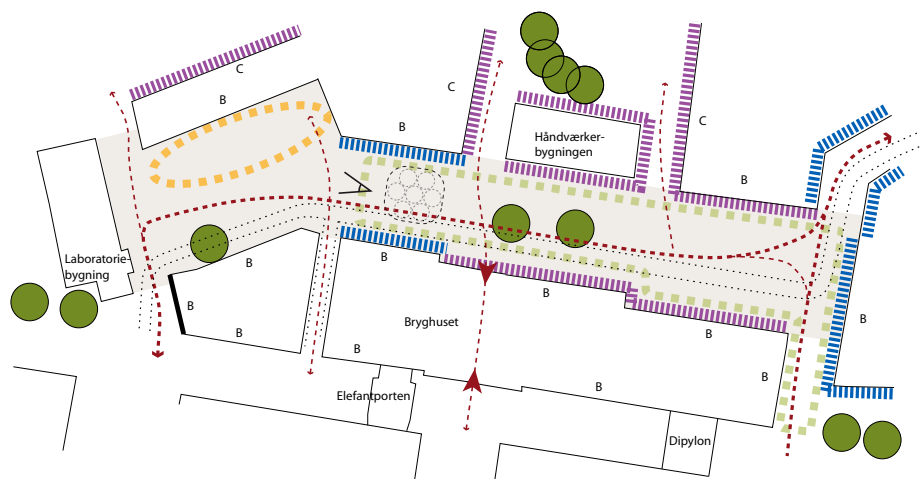 C
B
C
B
Håndværker-
bygningen
C
B
Laboratorie-
bygning
B
B
B
B
B
B
B
Bryghuset
B
B
B
B
Elefantporten
Dipylon